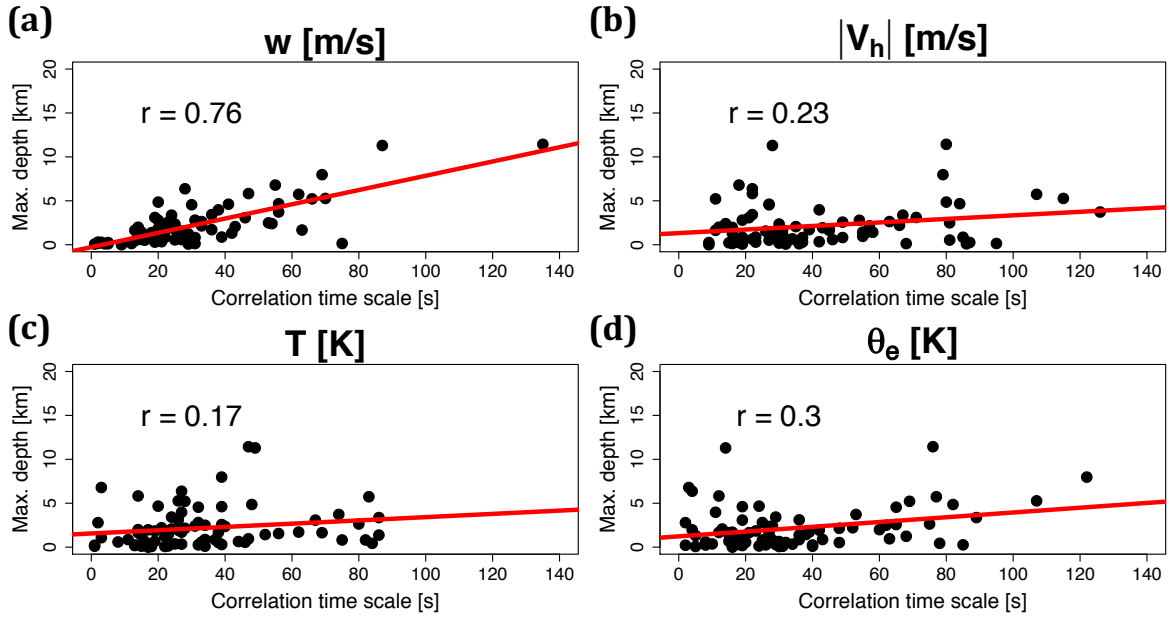 (a)
w [m/s]
Max. depth [km]
0 5 10 15 20
r = 0.76
0 20 40 60 80 100 120 140
Correlation time scale [s]
(b)
|V_h| [m/s]
Max. depth [km]
0 5 10 15 20
r = 0.23
0 20 40 60 80 100 120 140
Correlation time scale [s]
(c)
T [K]
Max. depth [km]
0 5 10 15 20
r = 0.17
0 20 40 60 80 100 120 140
Correlation time scale [s]
(d)
θ_e [K]
Max. depth [km]
0 5 10 15 20
r = 0.3
0 20 40 60 80 100 120 140
Correlation time scale [s]